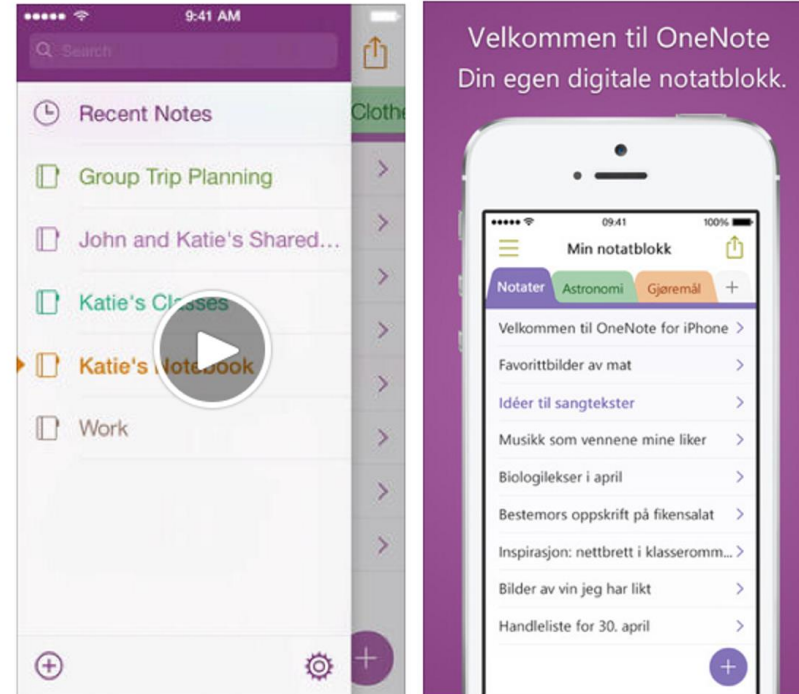 9:41 AM
Search
Recent Notes
Group Trip Planning
John and Katie's Shared...
Katie's Classes
Katie's Notebook
Work
Velkommen til OneNote
Din egen digitale notatblokk.
09:41 100%
Min notatblokk
Notater Astronomi Gjøremål +
Velkommen til OneNote for iPhone
Favorittbilder av mat
Idéer til sangtekster
Musikk som vennene mine liker
Biologilekser i april
Bestemors oppskrift på fikensalat
Inspirasjon: nettbrett i klasseromm...
Bilder av vin jeg har likt
Handleliste for 30. april